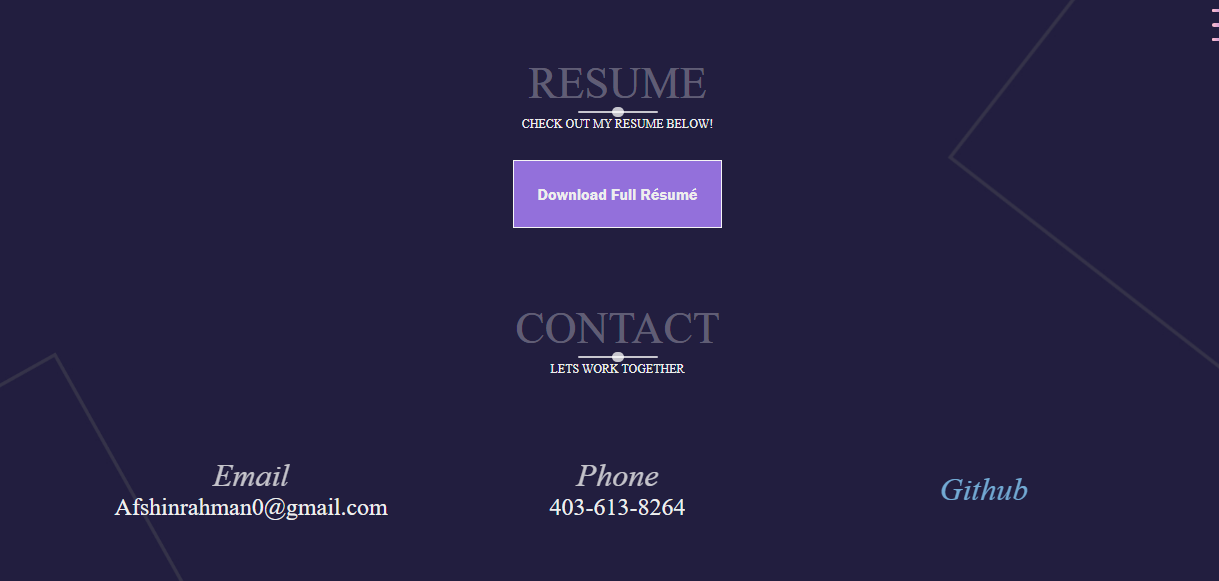 RESUME
CHECK OUT MY RESUME BELOW!
Download Full Résumé
CONTACT
LETS WORK TOGETHER
Email
Afshinrahman0@gmail.com
Phone
403-613-8264
Github